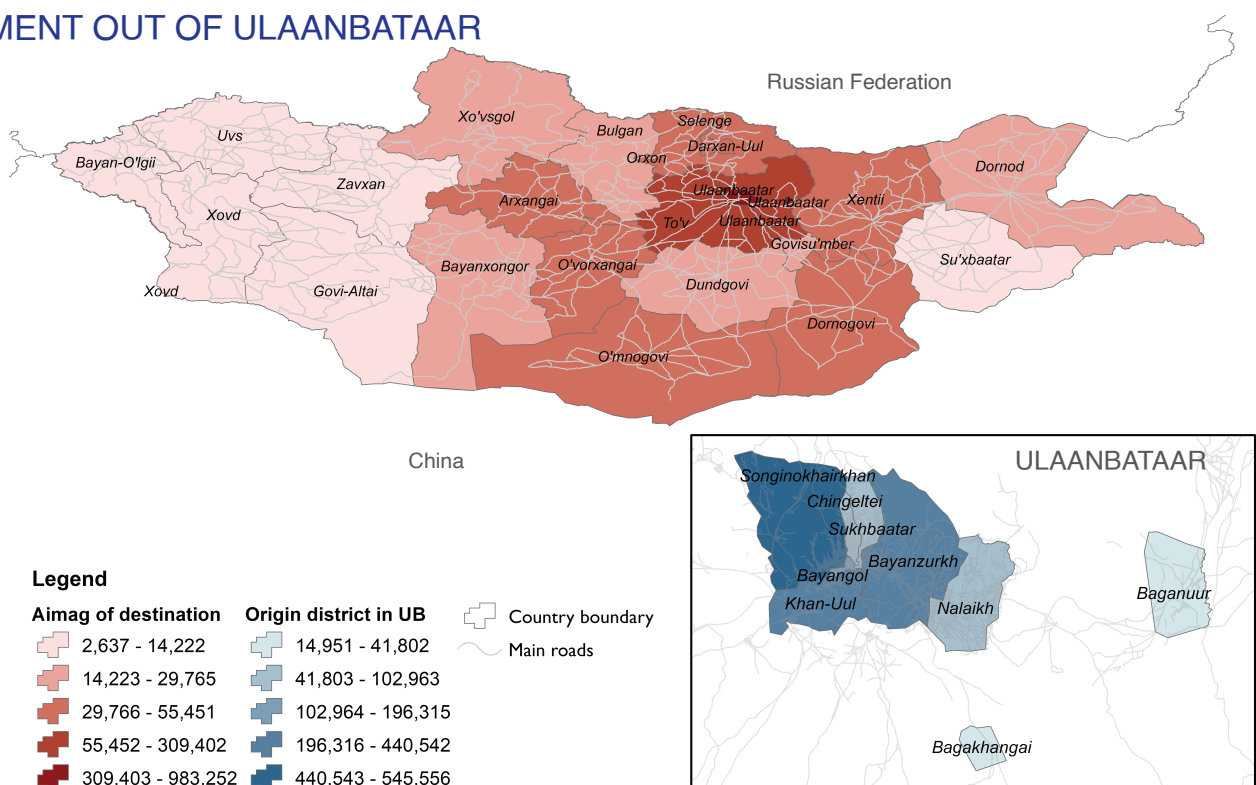 MENT OUT OF ULAANBATAAR
Russian Federation
Xo'vsgol
Bulgan
Selenge
Uvs
Darxan-Uul
Bayan-O'lgii
Orxon
Dornod
Zavxan
Ulaanbaatar
Arxangai
Xentii
Ulaanbaatar
Xovd
To'v
Ulaanbaatar
Govisu'mber
Su'xbaatar
Bayanxongor
O'vorxangai
Dundgovi
Xovd
Govi-Altai
Dornogovi
O'mnogovi
China
ULAANBATAAR
Songinokhairkhan
Chingeltei
Sukhbaatar
Bayanzurkh
Bayangol
Khan-Uul
Nalaikh
Baganuur
Bagakhangai
Legend
Aimag of destination
2,637 - 14,222
14,223 - 29,765
29,766 - 55,451
55,452 - 309,402
309,403 - 983,252
Origin district in UB
14,951 - 41,802
41,803 - 102,963
102,964 - 196,315
196,316 - 440,542
440,543 - 545,556
Country boundary
Main roads